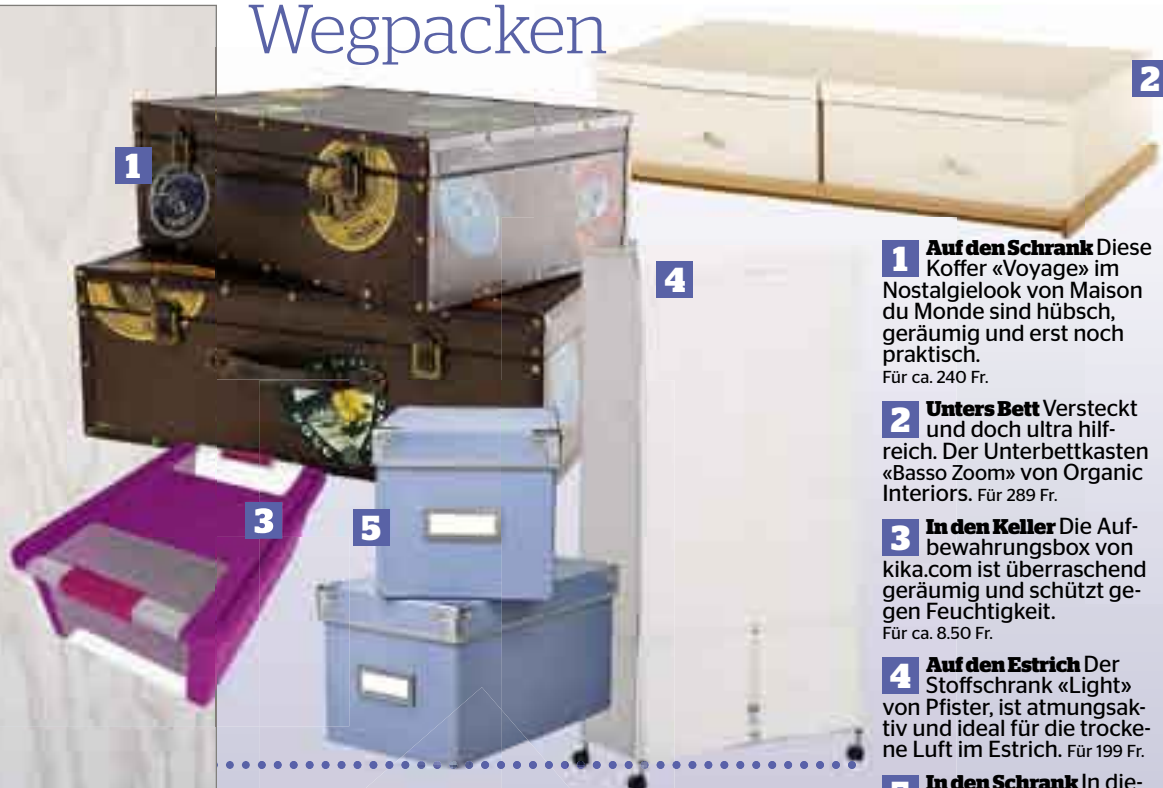 Wegpacken
1
2
3
4
5
1 Auf den Schrank Diese
Koffer «Voyage» im
Nostalgielook von Maison
du Monde sind hübsch,
geräumig und erst noch
praktisch.
Für ca. 240 Fr.
2 Unters Bett Versteckt
und doch ultra hilf-
reich. Der Unterbettkasten
«Basso Zoom» von Organic
Interiors. Für 289 Fr.
3 In den Keller Die Auf-
bewahrungsbox von
kika.com ist überraschend
geräumig und schützt ge-
gen Feuchtigkeit.
Für ca. 8.50 Fr.
4 Auf den Estrich Der
Stoffschrank «Light»
von Pfister, ist atmungsak-
tiv und ideal für die trocke-
ne Luft im Estrich. Für 199 Fr.
5 In den Schrank In die-